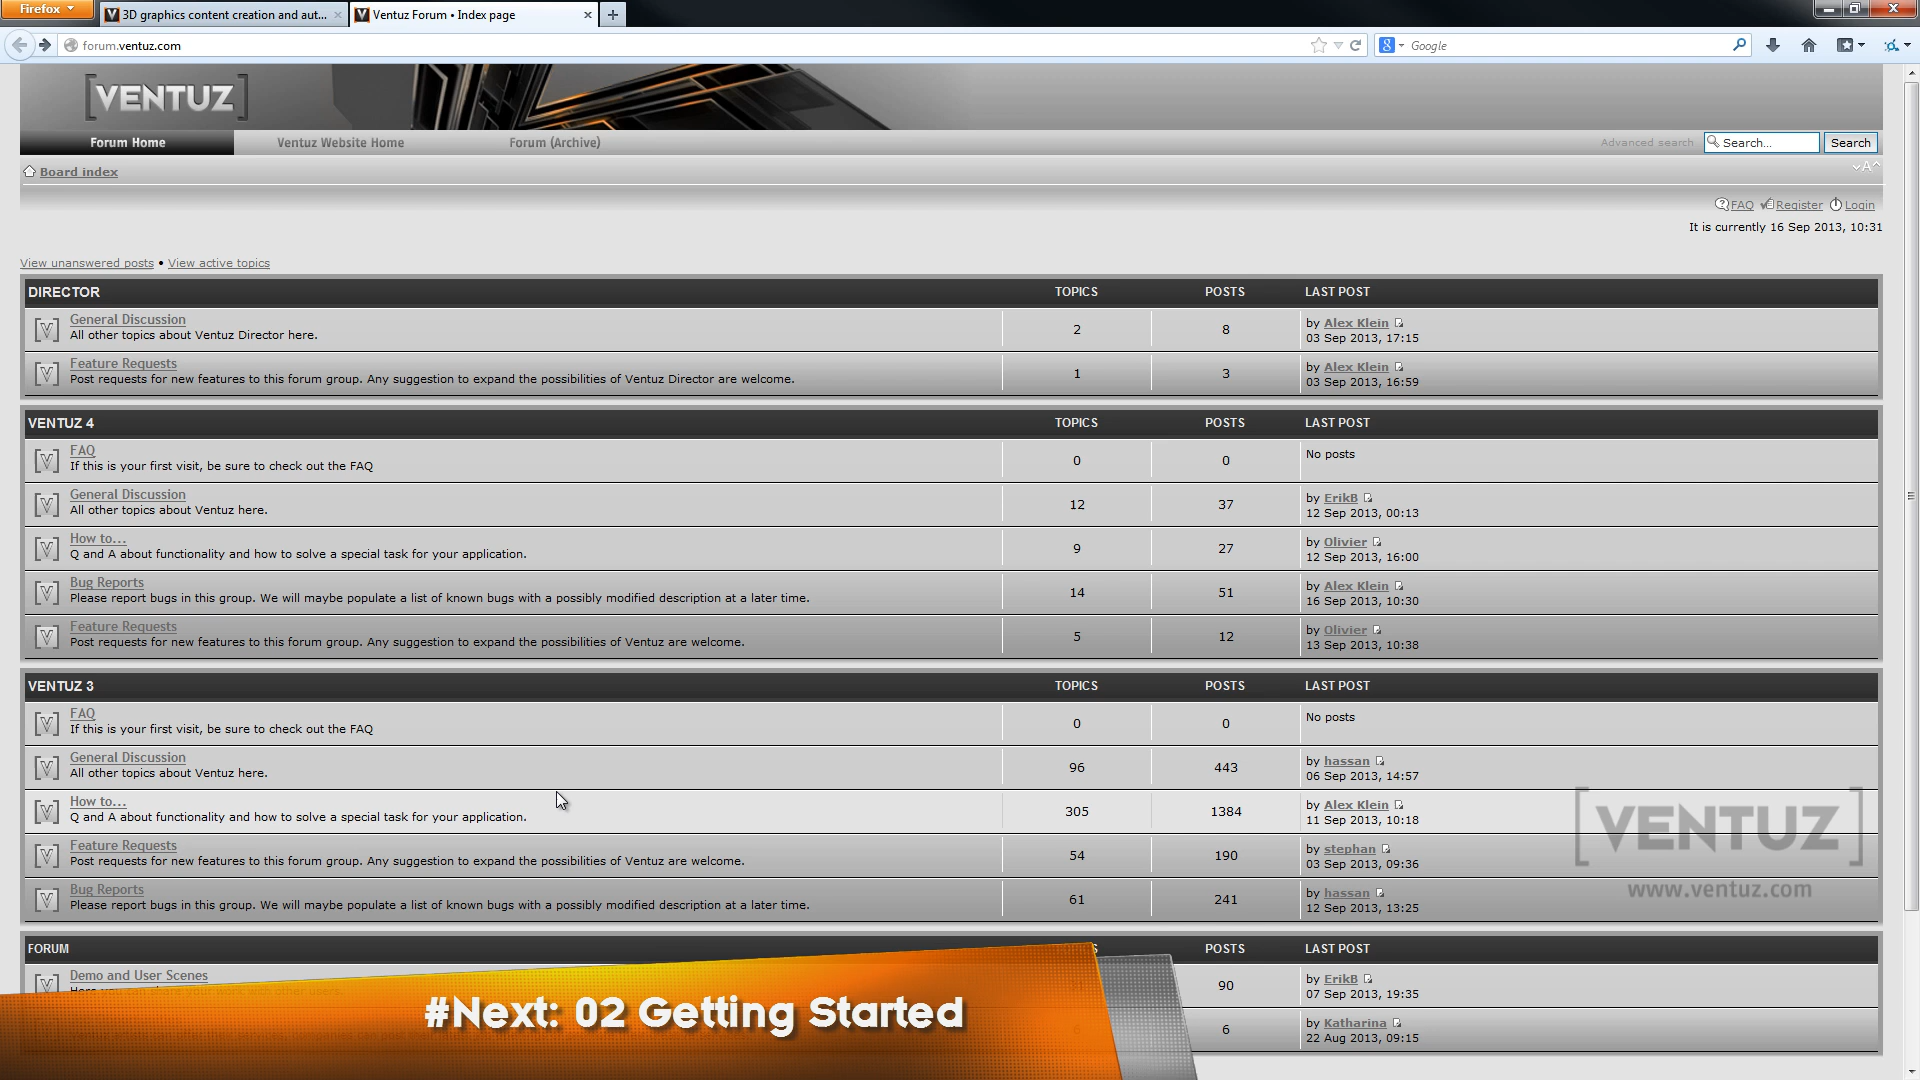 Firefox
3D graphics content creation and aut...
Ventuz Forum • Index page
forum.ventuz.com
Google
[VENTUZ]
Forum Home
Ventuz Website Home
Forum (Archive)
Advanced search
Search...
Search
Board index
A
FAQ Register Login
It is currently 16 Sep 2013, 10:31
View unanswered posts • View active topics
DIRECTOR TOPICS POSTS LAST POST
General Discussion
All other topics about Ventuz Director here.
2 8
by Alex Klein
03 Sep 2013, 17:15
Feature Requests
Post requests for new features to this forum group. Any suggestion to expand the possibilities of Ventuz Director are welcome.
1 3
by Alex Klein
03 Sep 2013, 16:59
VENTUZ 4 TOPICS POSTS LAST POST
FAQ
If this is your first visit, be sure to check out the FAQ
0 0
No posts
General Discussion
All other topics about Ventuz here.
12 37
by ErikB
12 Sep 2013, 00:13
How to...
Q and A about functionality and how to solve a special task for your application.
9 27
by Olivier
12 Sep 2013, 16:00
Bug Reports
Please report bugs in this group. We will maybe populate a list of known bugs with a possibly modified description at a later time.
14 51
by Alex Klein
16 Sep 2013, 10:30
Feature Requests
Post requests for new features to this forum group. Any suggestion to expand the possibilities of Ventuz are welcome.
5 12
by Olivier
13 Sep 2013, 10:38
VENTUZ 3 TOPICS POSTS LAST POST
FAQ
If this is your first visit, be sure to check out the FAQ
0 0
No posts
General Discussion
All other topics about Ventuz here.
96 443
by hassan
06 Sep 2013, 14:57
How to...
Q and A about functionality and how to solve a special task for your application.
305 1384
by Alex Klein
11 Sep 2013, 10:18
Feature Requests
Post requests for new features to this forum group. Any suggestion to expand the possibilities of Ventuz are welcome.
54 190
by stephan
03 Sep 2013, 09:36
Bug Reports
Please report bugs in this group. We will maybe populate a list of known bugs with a possibly modified description at a later time.
61 241
by hassan
12 Sep 2013, 13:25
[VENTUZ]
www.ventuz.com
FORUM POSTS LAST POST
Demo and User Scenes
90
by ErikB
07 Sep 2013, 19:35
6
by Katharina
22 Aug 2013, 09:15
#Next: 02 Getting Started